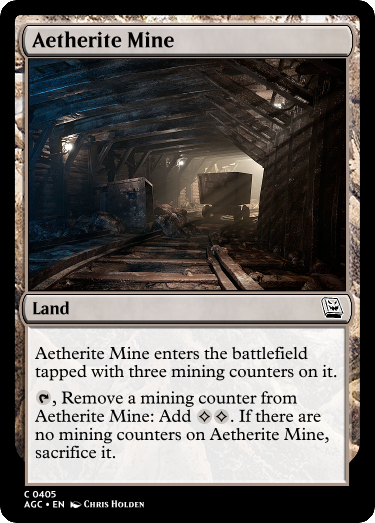 Aetherite Mine
Land
Aetherite Mine enters the battlefield
tapped with three mining counters on it.
, Remove a mining counter from
Aetherite Mine: Add . If there are
no mining counters on Aetherite Mine,
sacrifice it.
C 0405
AGC • EN Chris Holden